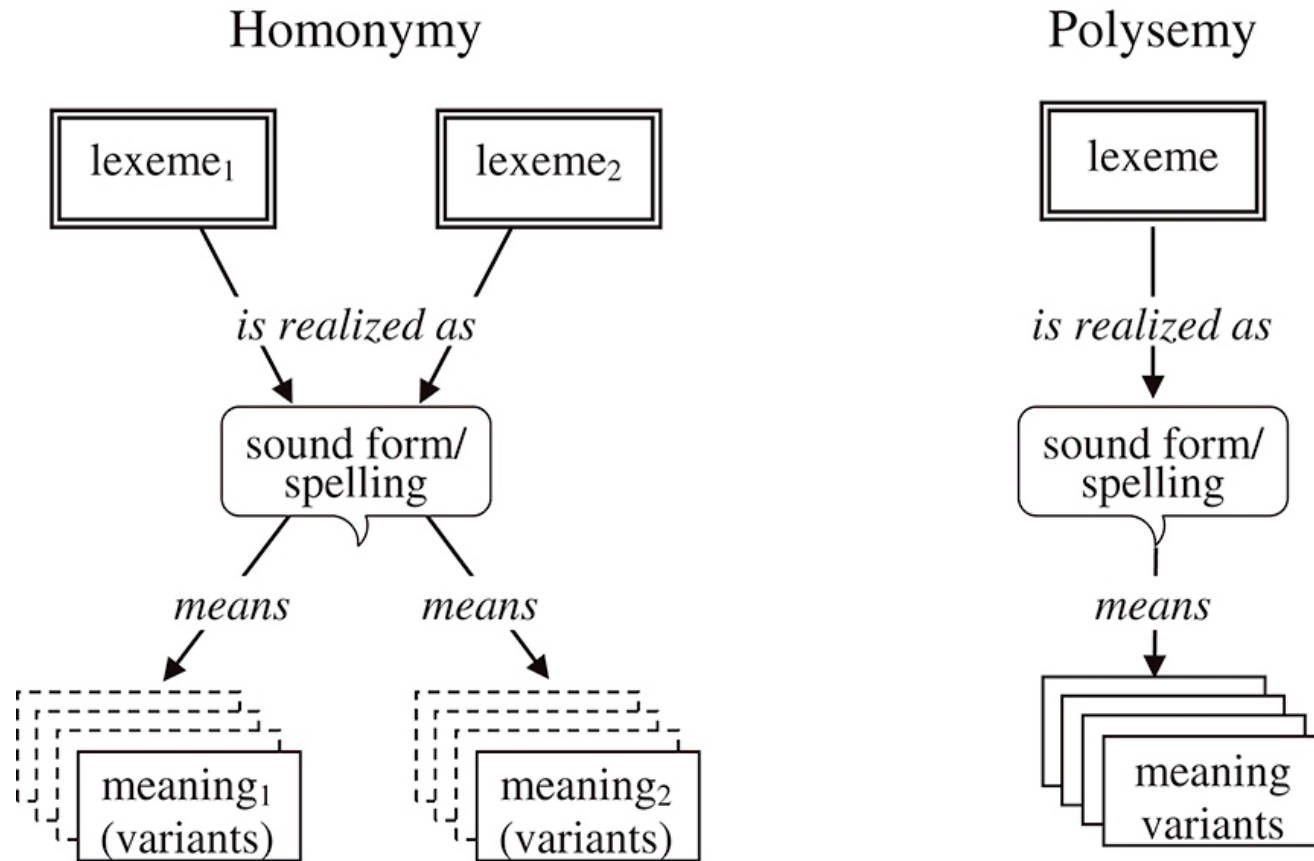 Homonymy
Polysemy
lexeme₁
lexeme₂
lexeme
is realized as
is realized as
sound form/
spelling
sound form/
spelling
means
means
means
meaning₁
(variants)
meaning₂
(variants)
meaning
variants